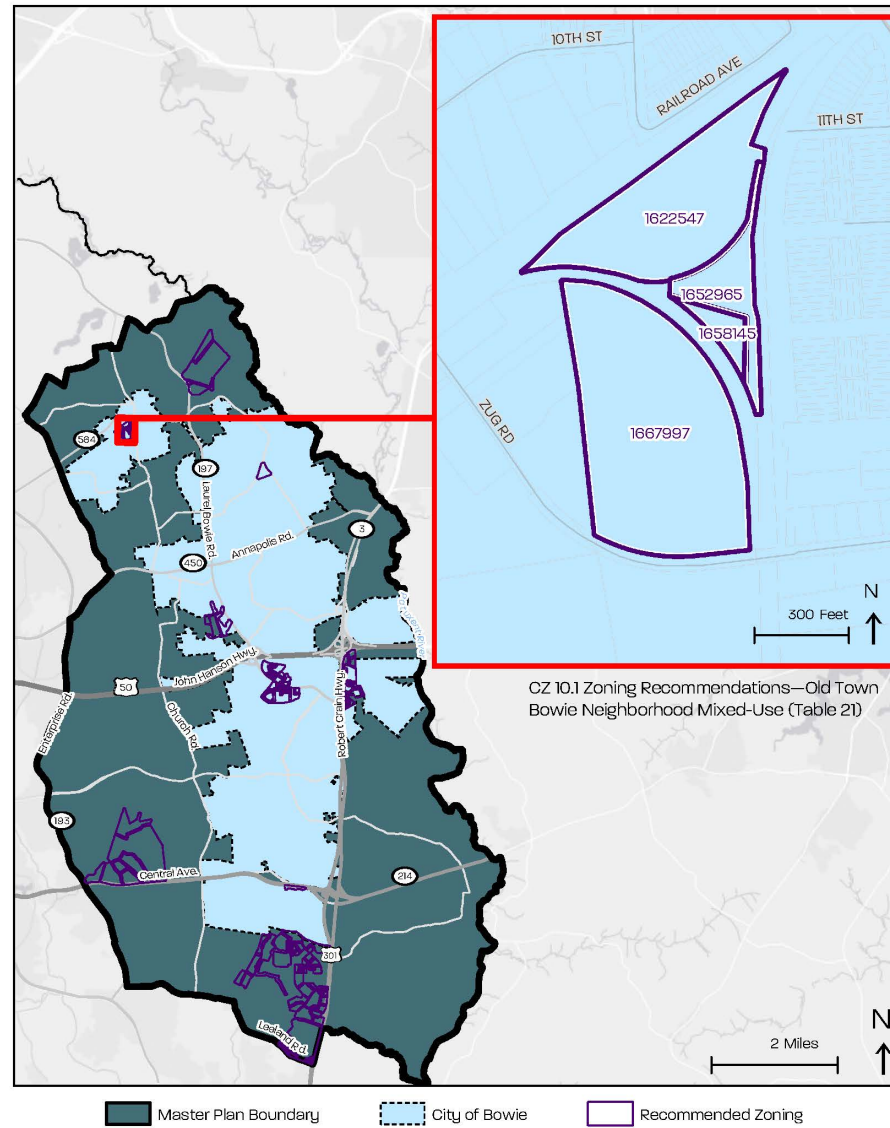 10TH ST
RAILROAD AVE
11TH ST
1622547
1652965
1658145
ZUG RD
1667997
N
300 Feet
CZ 10.1 Zoning Recommendations—Old Town
Bowie Neighborhood Mixed-Use (Table 21)
564
197
Laurel Bowie Rd.
3
Annapolis Rd.
450
Patuxent River
John Hanson Hwy.
50
Enterprise Rd.
Church Rd.
Robert Crain Hwy.
193
Central Ave.
214
301
Leeland Rd.
N
2 Miles
Master Plan Boundary
City of Bowie
Recommended Zoning